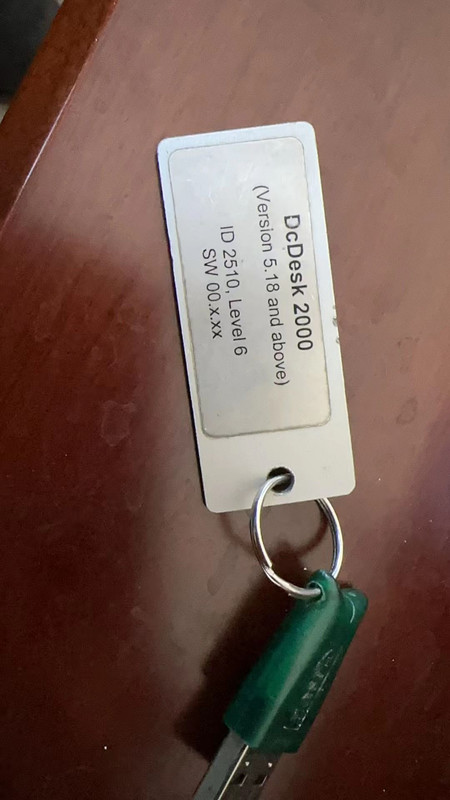 DcDesk 2000
(Version 5.18 and above)
ID 2510, Level 6
SW 00.x.xx